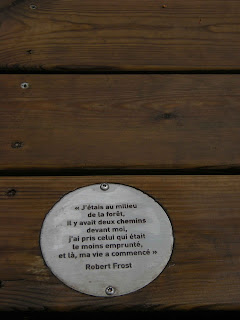 « J'étais au milieu
de la forêt,
il y avait deux chemins
devant moi,
j'ai pris celui qui était
le moins emprunté,
et là, ma vie a commencé »
Robert Frost